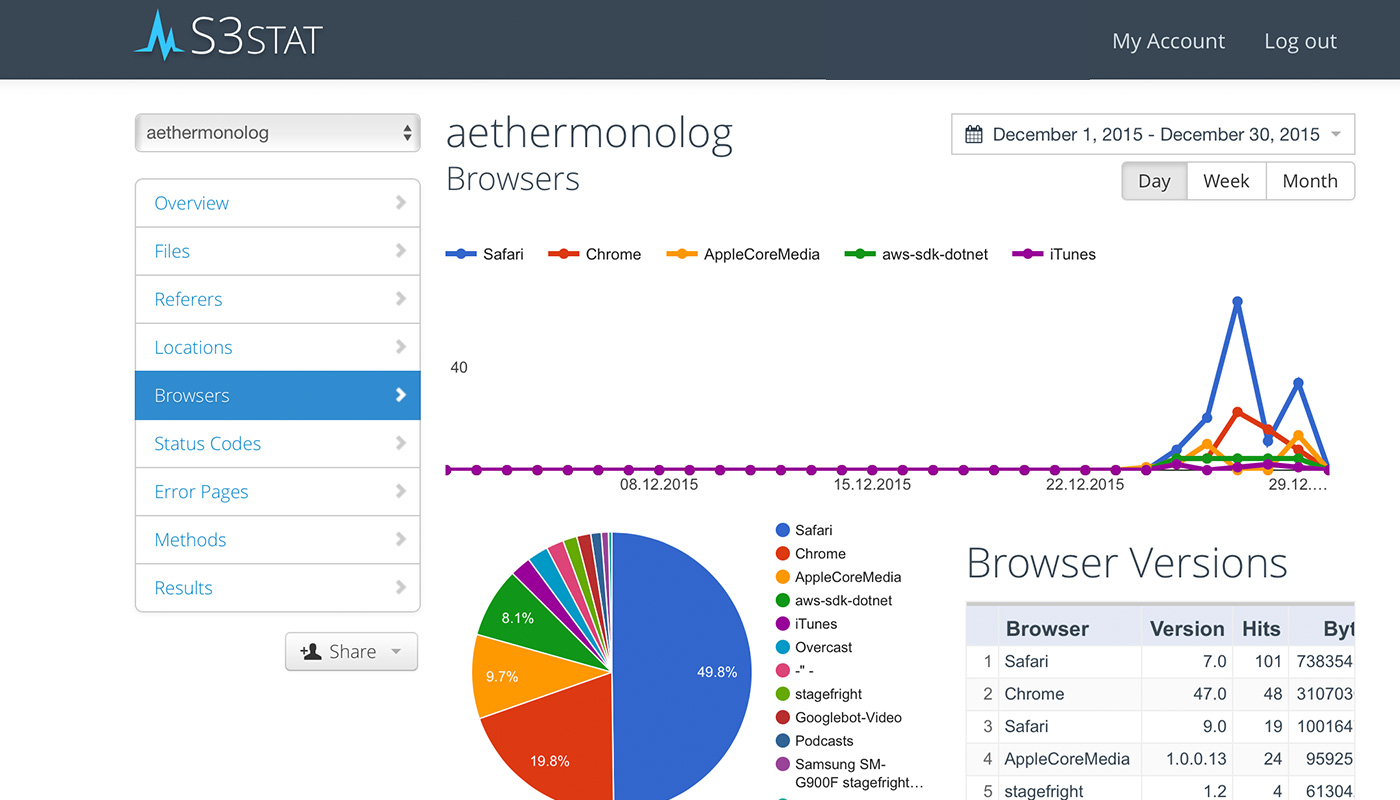 S3STAT
My Account
Log out
aethermonolog
Overview
Files
Referers
Locations
Browsers
Status Codes
Error Pages
Methods
Results
Share
aethermonolog
Browsers
December 1, 2015 - December 30, 2015
Day Week Month
Safari Chrome AppleCoreMedia aws-sdk-dotnet iTunes
40
08.12.2015 15.12.2015 22.12.2015 29.12.…
49.8%
19.8%
9.7%
8.1%
Safari
Chrome
AppleCoreMedia
aws-sdk-dotnet
iTunes
Overcast
-" -
stagefright
Googlebot-Video
Podcasts
Samsung SM-
G900F stagefright…
Browser Versions
Browser Version Hits Byt
1 Safari 7.0 101 738354
2 Chrome 47.0 48 310703
3 Safari 9.0 19 100164
4 AppleCoreMedia 1.0.0.13 24 95925
5 stagefright 1.2 4 61304